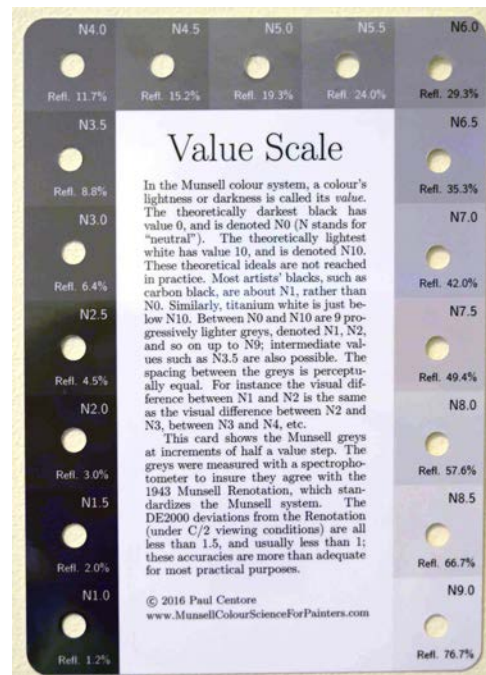 N4.0
Refl. 11.7%
N4.5
Refl. 15.2%
N5.0
Refl. 19.3%
N5.5
Refl. 24.0%
N6.0
Refl. 29.3%
N3.5
Refl. 8.8%
N3.0
Refl. 6.4%
N2.5
Refl. 4.5%
N2.0
Refl. 3.0%
N1.5
Refl. 2.0%
N1.0
Refl. 1.2%
Value Scale
In the Munsell colour system, a colour's
lightness or darkness is called its value.
The theoretically darkest black has
value 0, and is denoted N0 (N stands for
"neutral"). The theoretically lightest
white has value 10, and is denoted N10.
These theoretical ideals are not reached
in practice. Most artists' blacks, such as
carbon black, are about N1, rather than
N0. Similarly, titanium white is just be-
low N10. Between N0 and N10 are 9 pro-
gressively lighter greys, denoted N1, N2,
and so on up to N9; intermediate val-
ues such as N3.5 are also possible. The
spacing between the greys is perceptu-
ally equal. For instance the visual dif-
ference between N1 and N2 is the same
as the visual difference between N2 and
N3, between N3 and N4, etc.
This card shows the Munsell greys
at increments of half a value step. The
greys were measured with a spectropho-
tometer to insure they agree with the
1943 Munsell Renotation, which stan-
dardizes the Munsell system. The
DE2000 deviations from the Renotation
(under C/2 viewing conditions) are all
less than 1.5, and usually less than 1;
these accuracies are more than adequate
for most practical purposes.
© 2016 Paul Centore
www.MunsellColourScienceForPainters.com
N6.5
Refl. 35.3%
N7.0
Refl. 42.0%
N7.5
Refl. 49.4%
N8.0
Refl. 57.6%
N8.5
Refl. 66.7%
N9.0
Refl. 76.7%